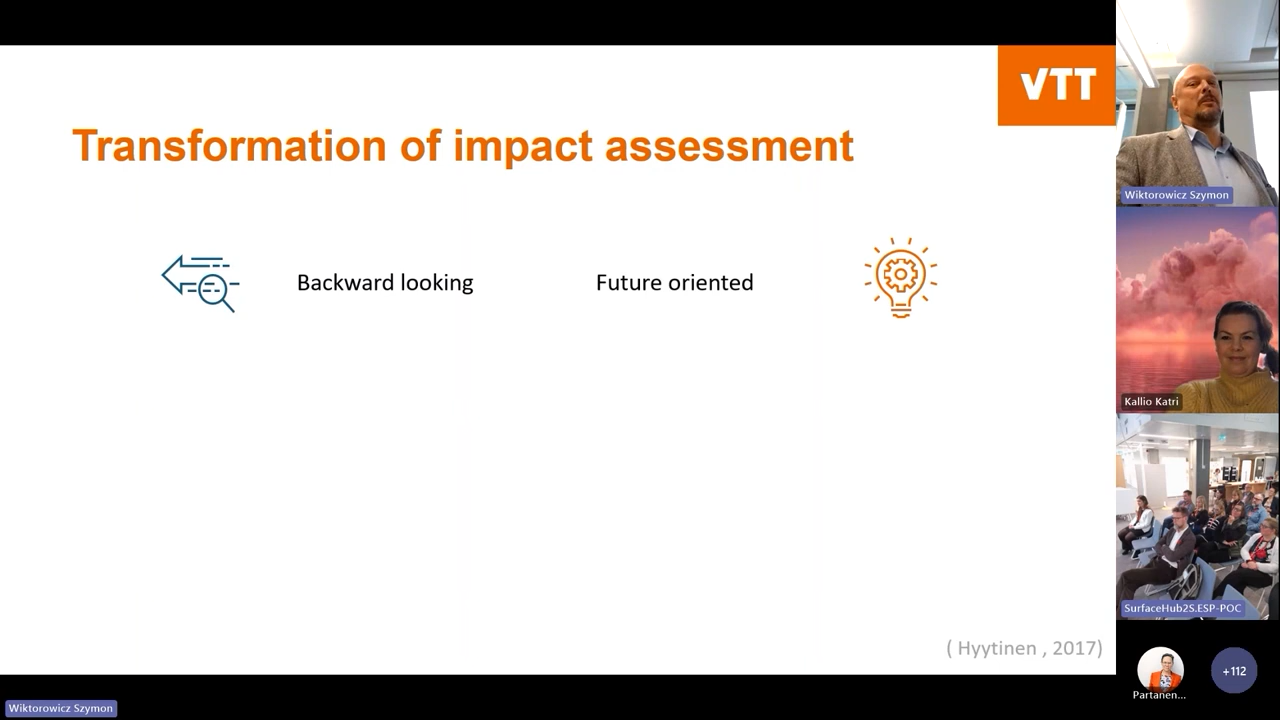 VTT
Transformation of impact assessment
Backward looking
Future oriented
( Hyytinen , 2017)
Wiktorowicz Szymon
Wiktorowicz Szymon
Kallio Katri
SurfaceHub2S.ESP-POC
Partanen...
+112